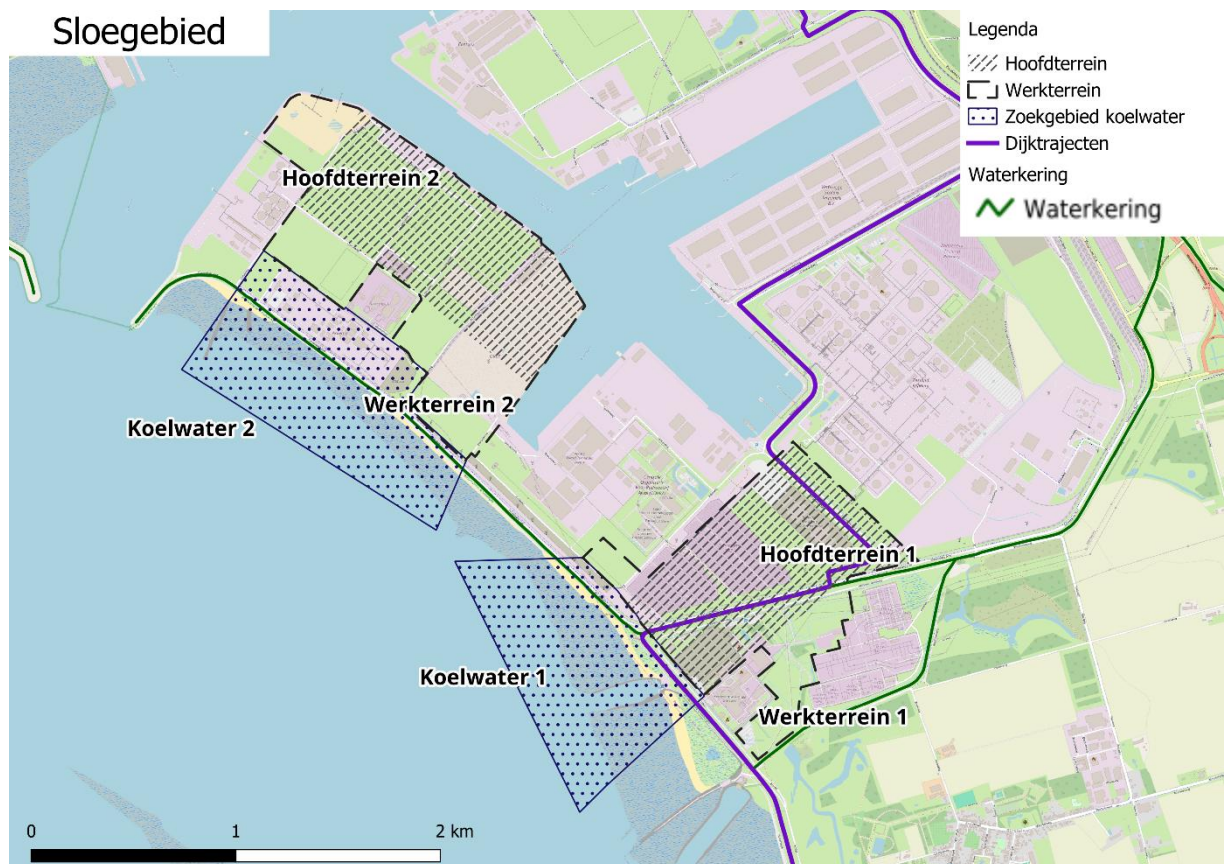 Sloegebied
Legenda
Hoofdterrein
Werkterrein
Zoekgebied koelwater
Dijktrajecten
Waterkering
Waterkering
Hoofdterrein 2
Werkterrein 2
Koelwater 2
Hoofdterrein 1
Koelwater 1
Werkterrein 1
0 1 2 km